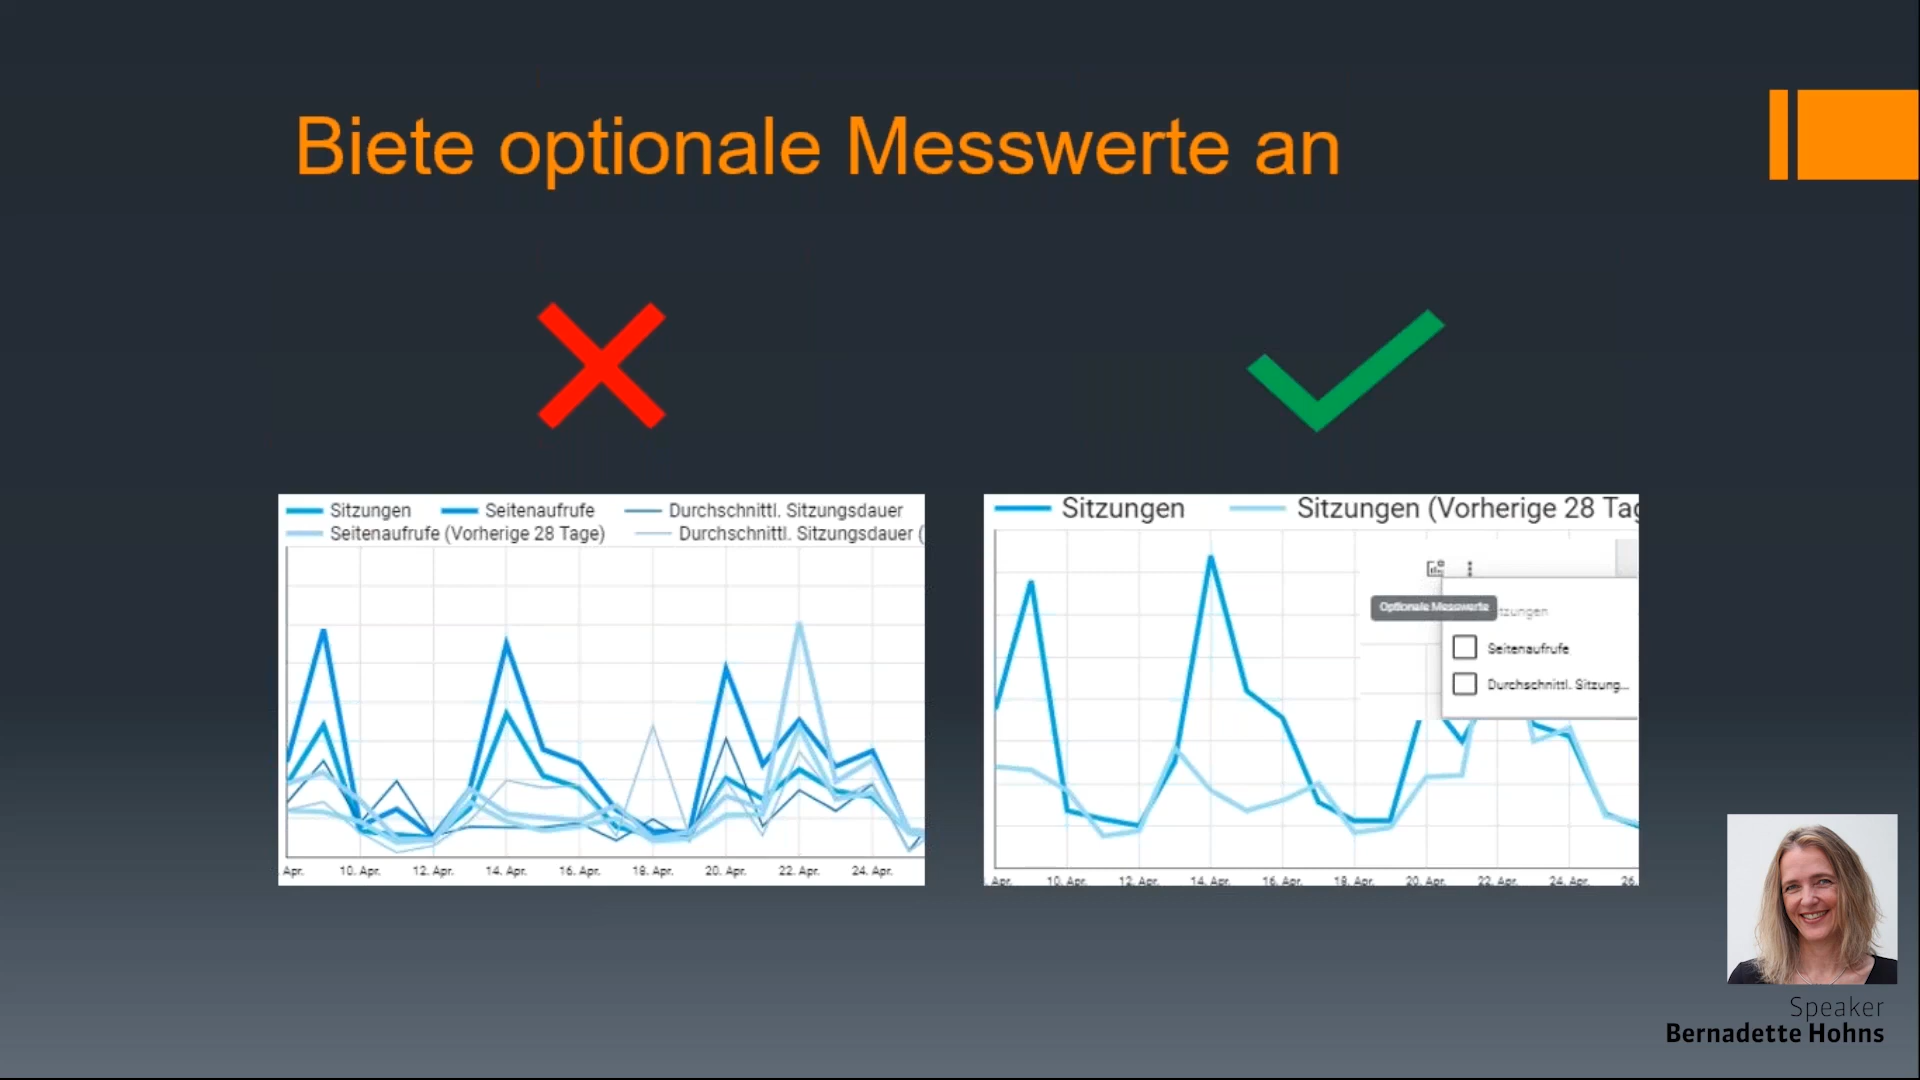 Biete optionale Messwerte an
Sitzungen Seitenaufrufe Durchschnittl. Sitzungsdauer
Seitenaufrufe (Vorherige 28 Tage) Durchschnittl. Sitzungsdauer (
Apr. 10. Apr. 12. Apr. 14. Apr. 16. Apr. 18. Apr. 20. Apr. 22. Apr. 24. Apr.
Sitzungen Sitzungen (Vorherige 28 Tag
Optionale Messwerte tzungen
Seitenaufrufe
Durchschnittl. Sitzung...
. Apr. 10. Apr. 12. Apr. 14. Apr. 16. Apr. 18. Apr. 20. Apr. 22. Apr. 24. Apr. 26.
Speaker
Bernadette Hohns